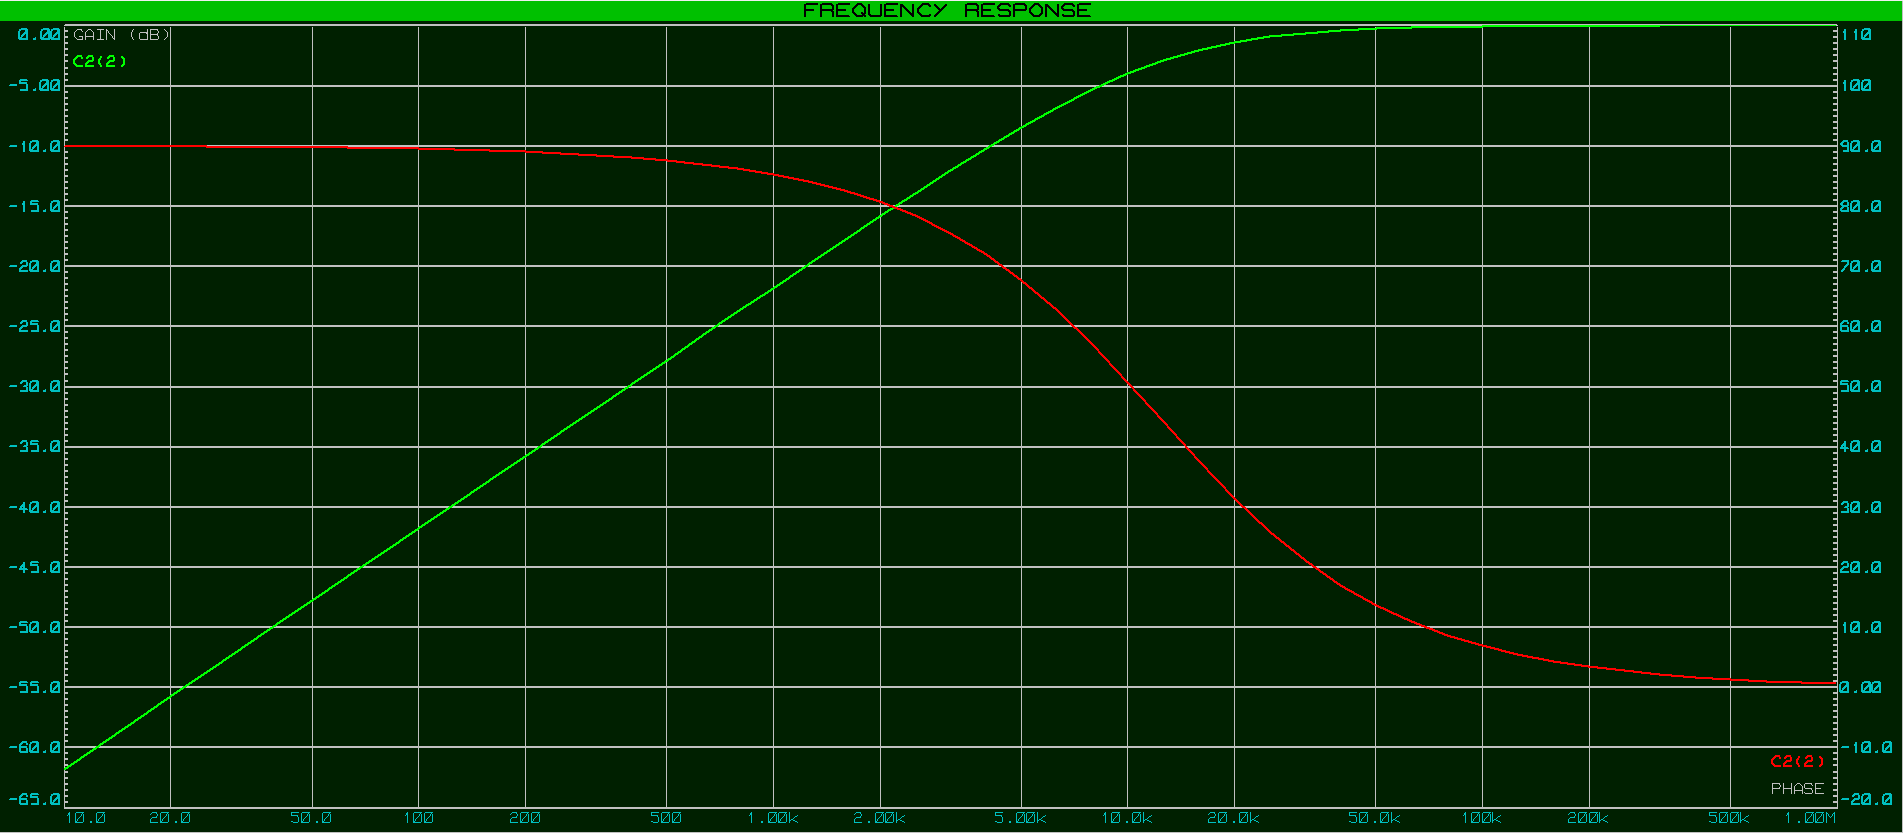 FREQUENCY RESPONSE
0.00 GAIN (dB) 110
C2(2)
-5.00 100
-10.0 90.0
-15.0 80.0
-20.0 70.0
-25.0 60.0
-30.0 50.0
-35.0 40.0
-40.0 30.0
-45.0 20.0
-50.0 10.0
-55.0 0.00
-60.0 -10.0
C2(2)
PHASE
-65.0 -20.0
10.0 20.0 50.0 100 200 500 1.00k 2.00k 5.00k 10.0k 20.0k 50.0k 100k 200k 500k 1.00M